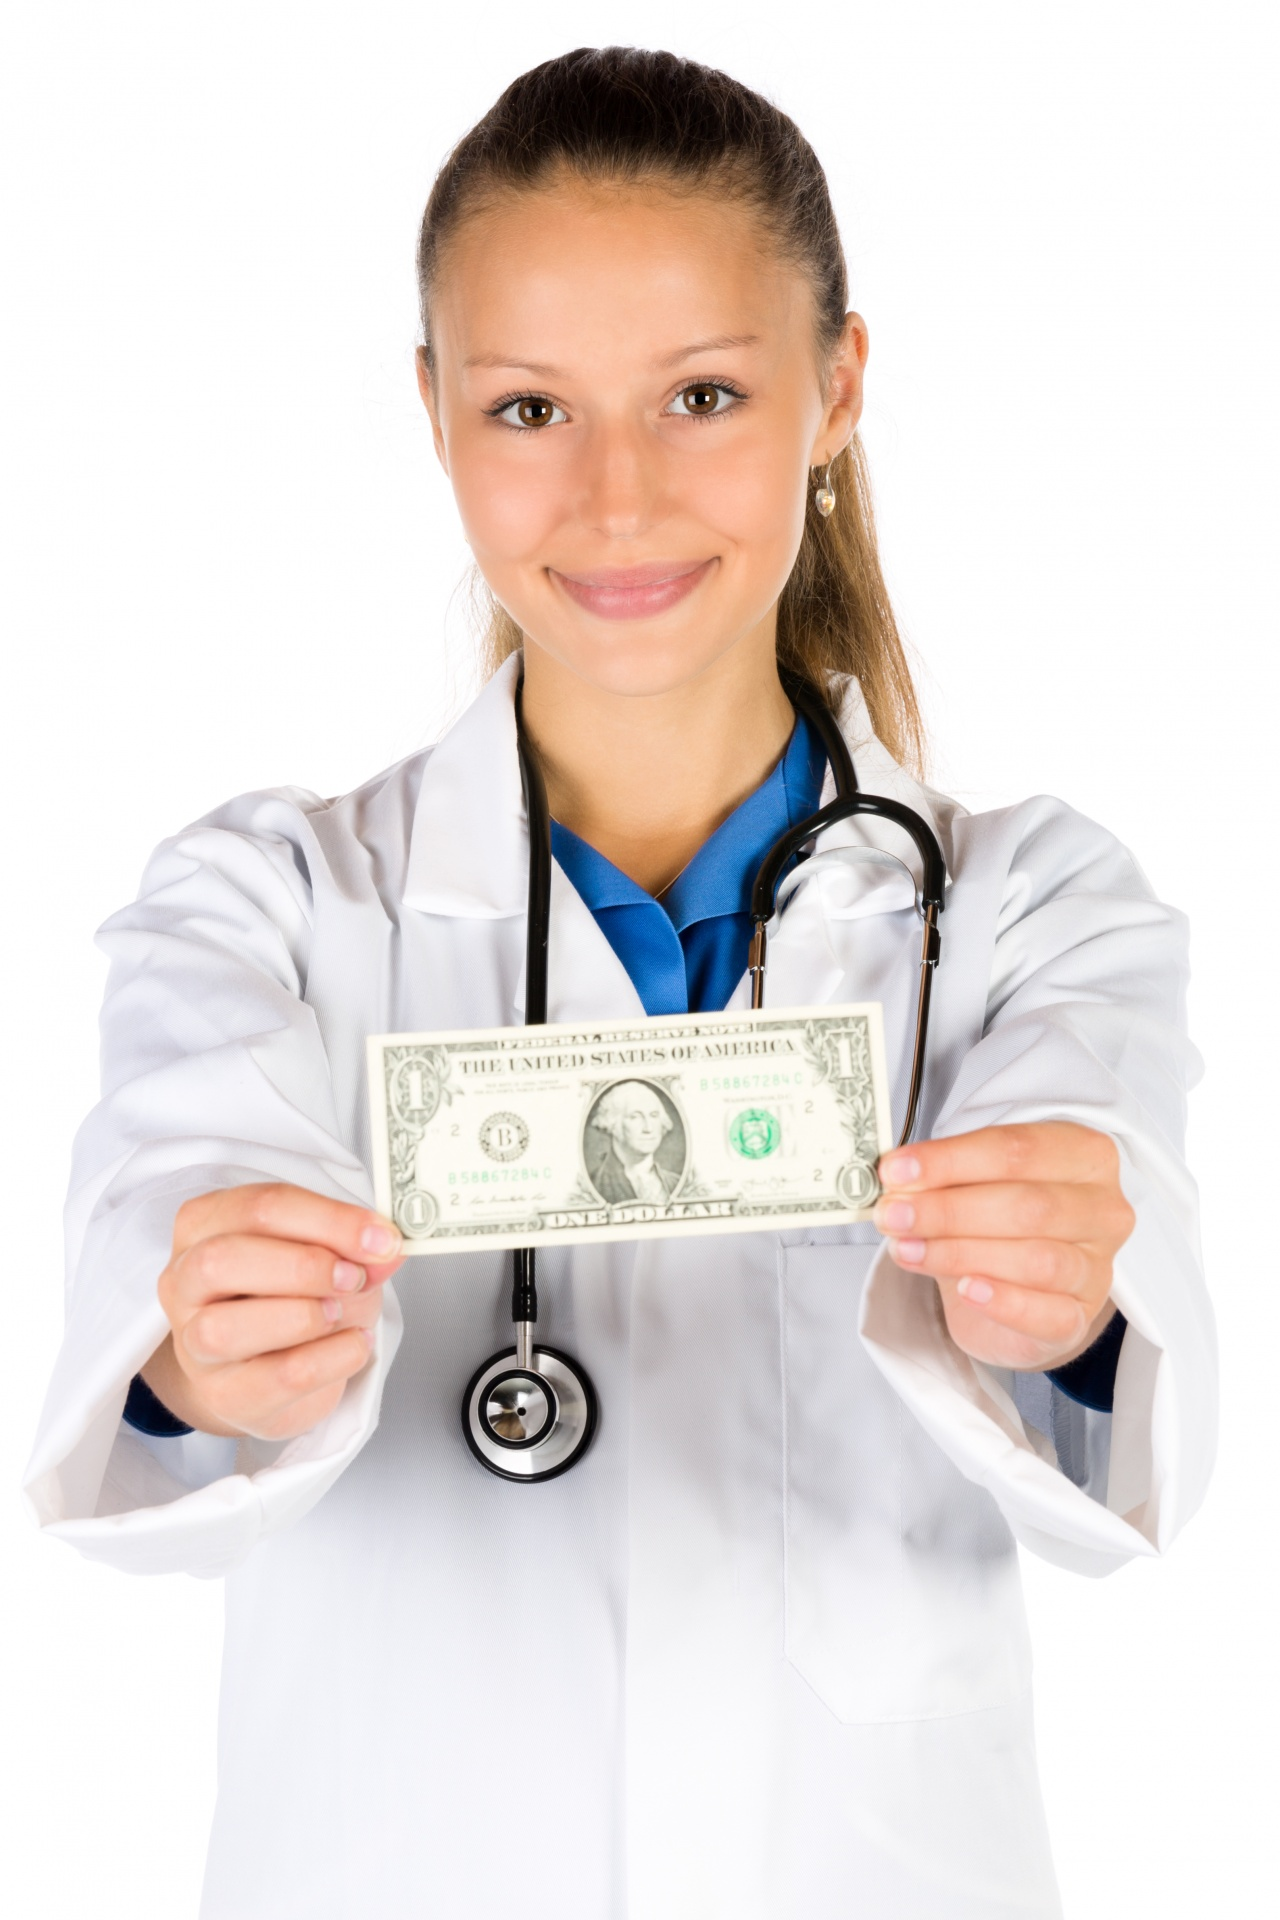 FEDERAL RESERVE NOTE
THE UNITED STATES OF AMERICA
1
1
B 58867284 C
WASHINGTON, D.C.
2
2
B
B 58867284 C
2
2
1
1
ONE DOLLAR